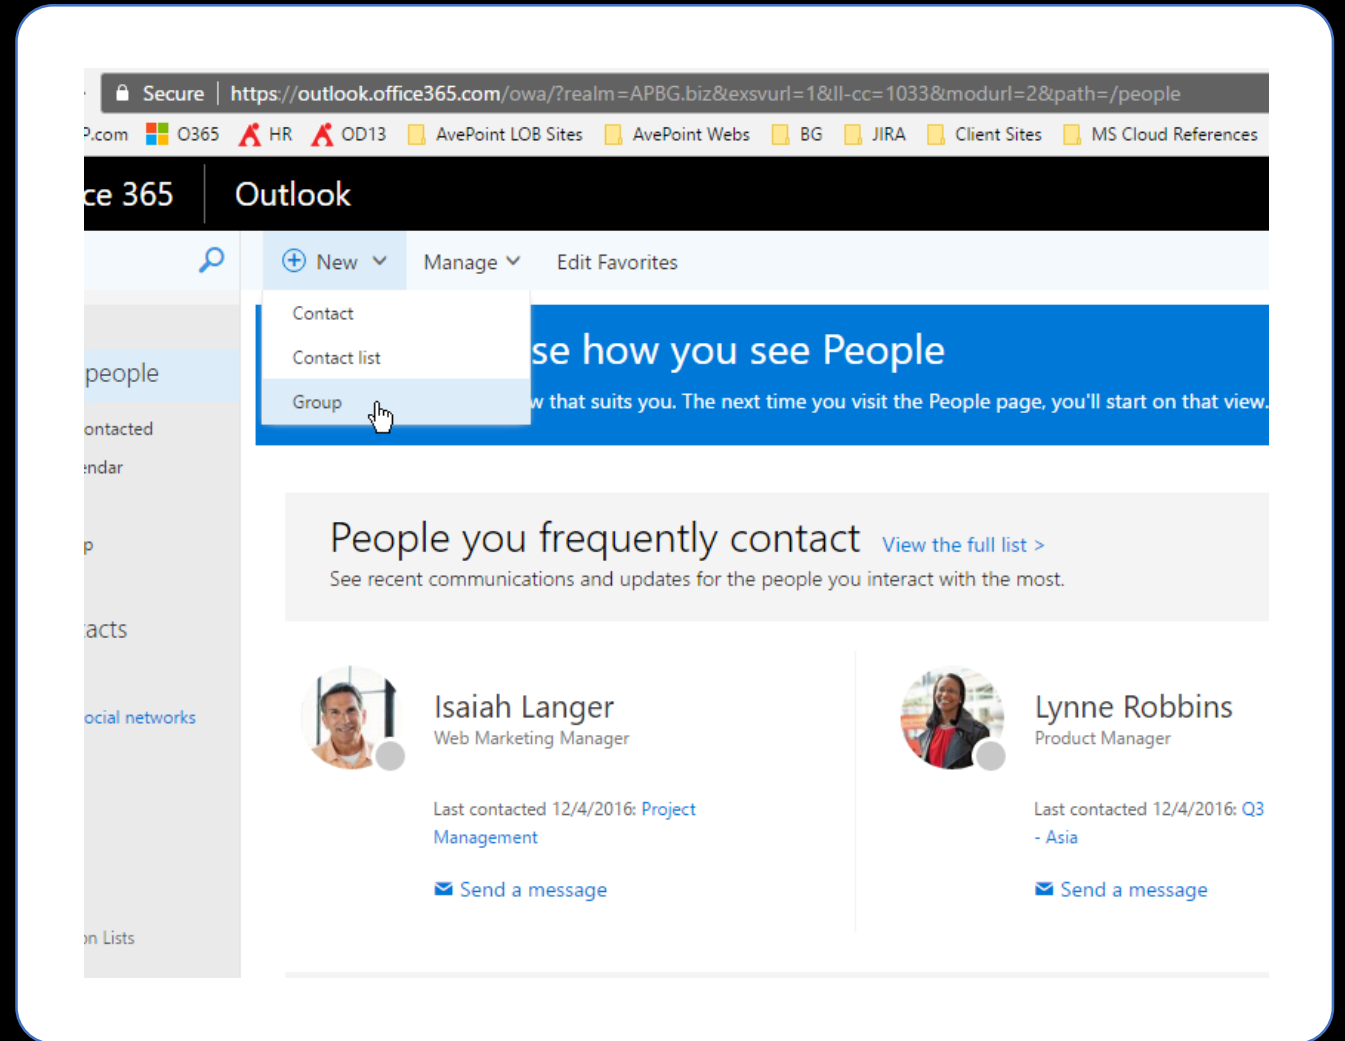 Secure | https://outlook.office365.com/owa/?realm=APBG.biz&exsvurl=1&ll-cc=1033&modurl=2&path=/people
P.com O365 HR OD13 AvePoint LOB Sites AvePoint Webs BG JIRA Client Sites MS Cloud References
ce 365 Outlook
New Manage Edit Favorites
Contact
Contact list
Group
se how you see People
w that suits you. The next time you visit the People page, you'll start on that view.
people
ontacted
endar
p
acts
ocial networks
on Lists
People you frequently contact View the full list >
See recent communications and updates for the people you interact with the most.
Isaiah Langer
Web Marketing Manager
Last contacted 12/4/2016: Project
Management
Send a message
Lynne Robbins
Product Manager
Last contacted 12/4/2016: Q3
- Asia
Send a message